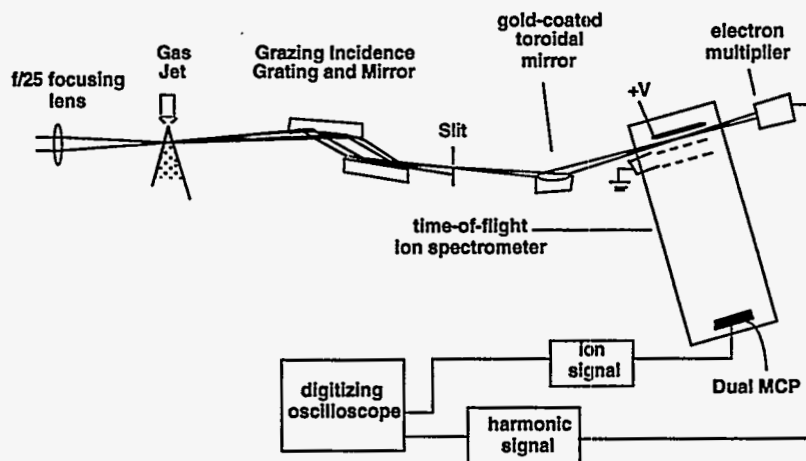 f/25 focusing
lens
Gas
Jet
Grazing Incidence
Grating and Mirror
Slit
gold-coated
toroidal
mirror
+V
electron
multiplier
time-of-flight
ion spectrometer
Dual MCP
ion
signal
digitizing
oscilloscope
harmonic
signal